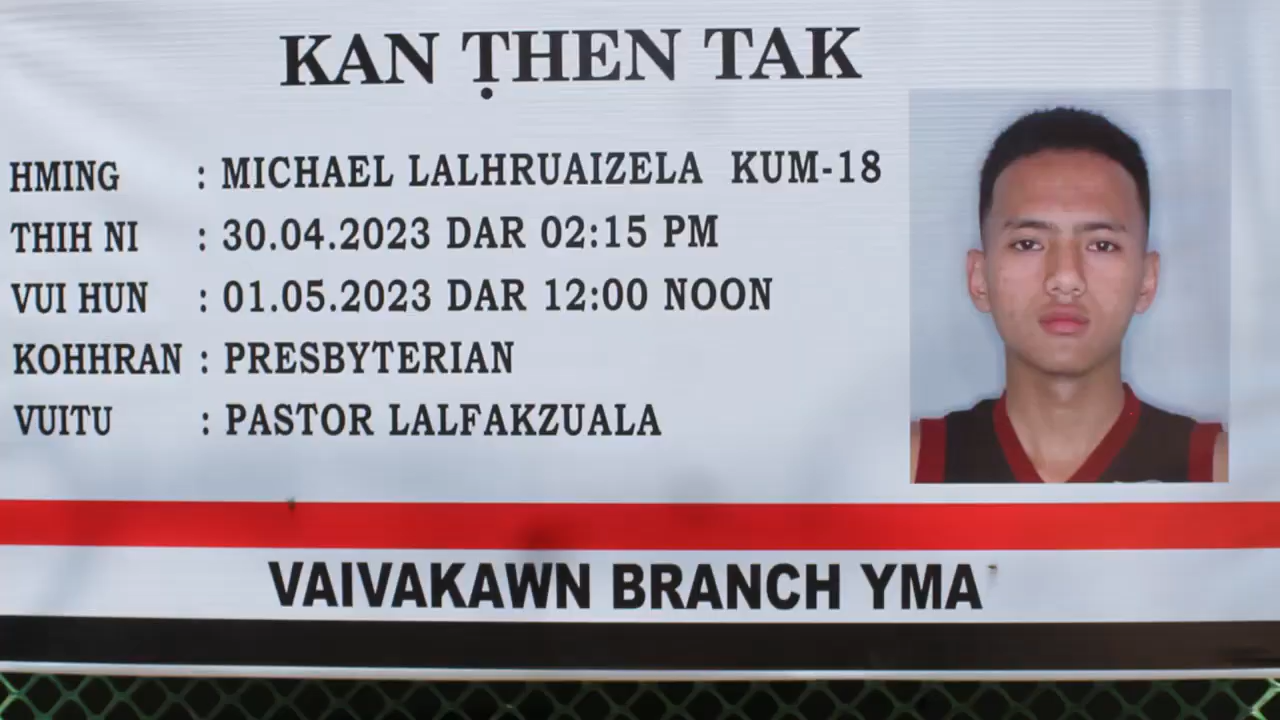 KAN ṬHEN TAK
HMING : MICHAEL LALHRUAIZELA KUM-18
THIH NI : 30.04.2023 DAR 02:15 PM
VUI HUN : 01.05.2023 DAR 12:00 NOON
KOHHRAN : PRESBYTERIAN
VUITU : PASTOR LALFAKZUALA
VAIVAKAWN BRANCH YMA